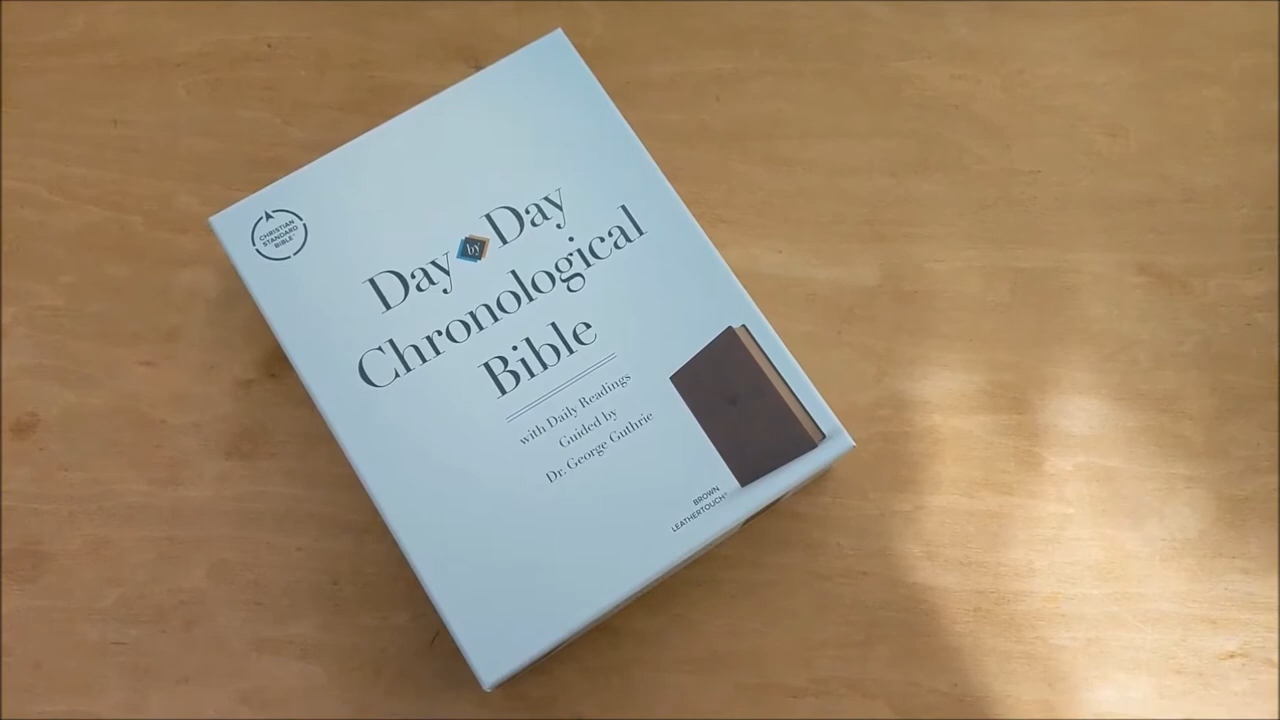 CHRISTIAN
STANDARD
BIBLE®
Day by Day
Chronological
Bible
with Daily Readings
Guided by
Dr. George Guthrie
BROWN
LEATHERTOUCH®